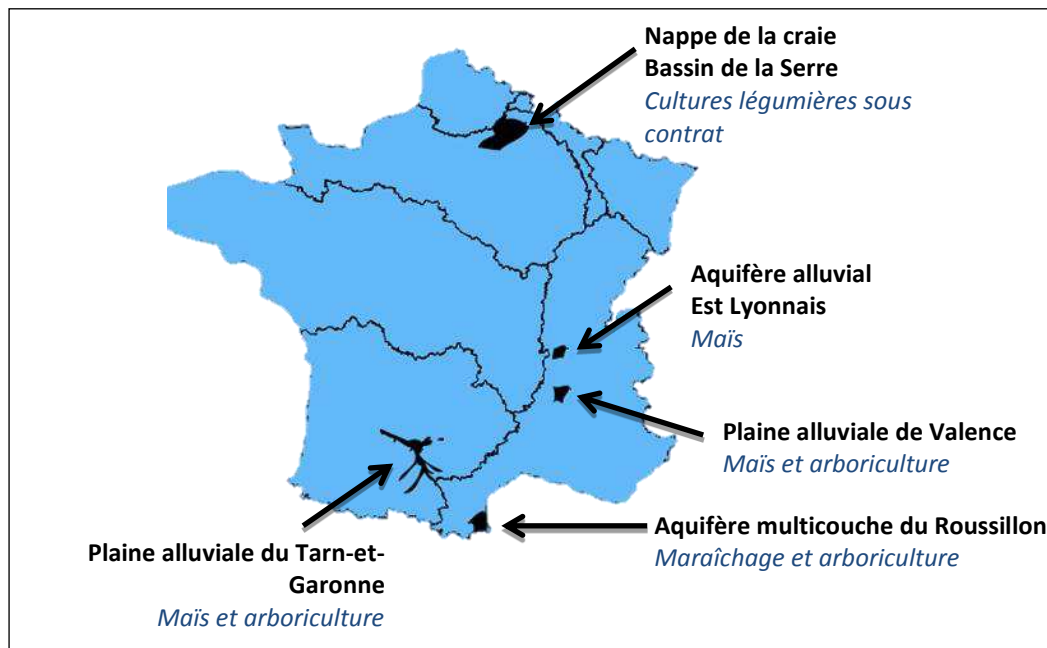 Nappe de la craie
Bassin de la Serre
Cultures légumières sous
contrat
Aquifère alluvial
Est Lyonnais
Maïs
Plaine alluviale de Valence
Maïs et arboriculture
Aquifère multicouche du Roussillon
Maraîchage et arboriculture
Plaine alluviale du Tarn-et-
Garonne
Maïs et arboriculture